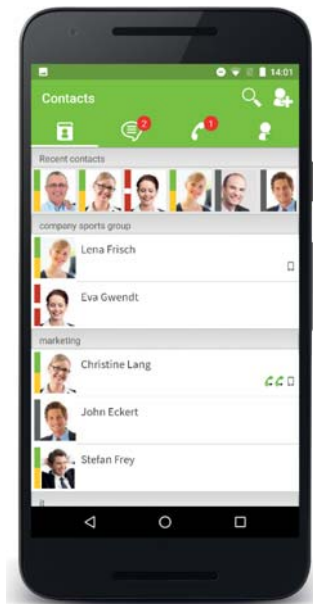 14:01
Contacts
2
1
Recent contacts
company sports group
Lena Frisch
Eva Gwendt
marketing
Christine Lang
John Eckert
Stefan Frey
it